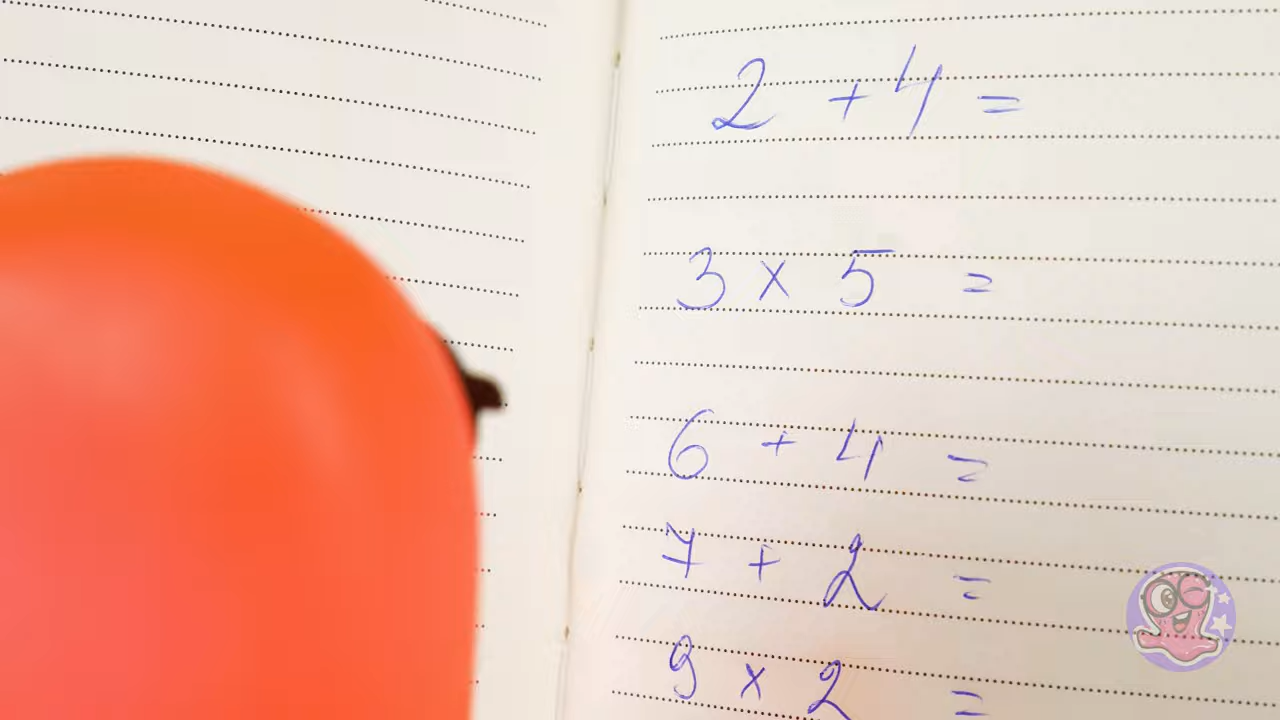 2 + 4 =
3 x 5 =
6 + 4 =
7 + 2 =
9 x 2 =